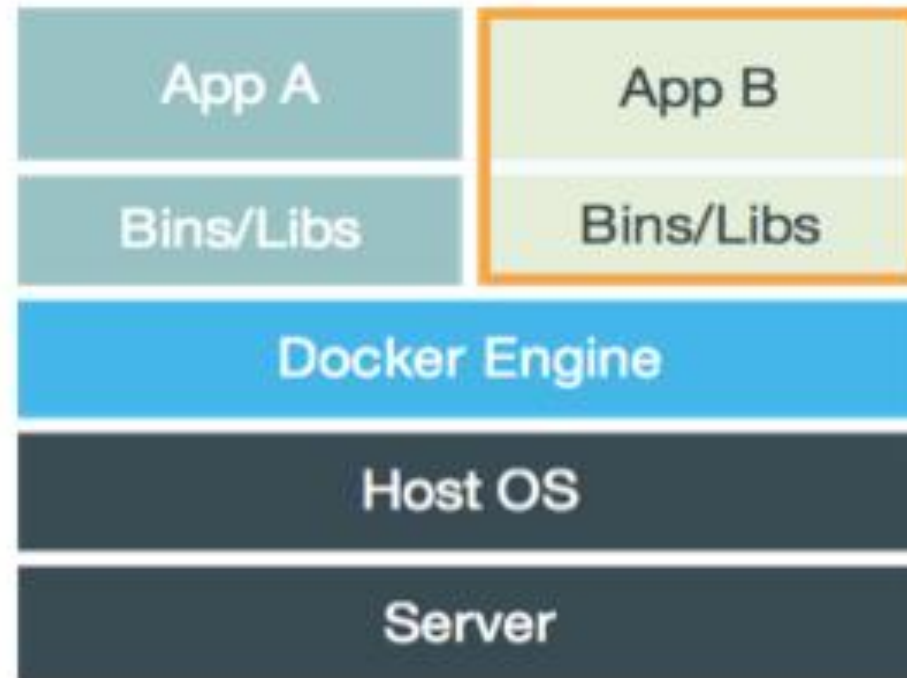 App A
App B
Bins/Libs
Bins/Libs
Docker Engine
Host OS
Server